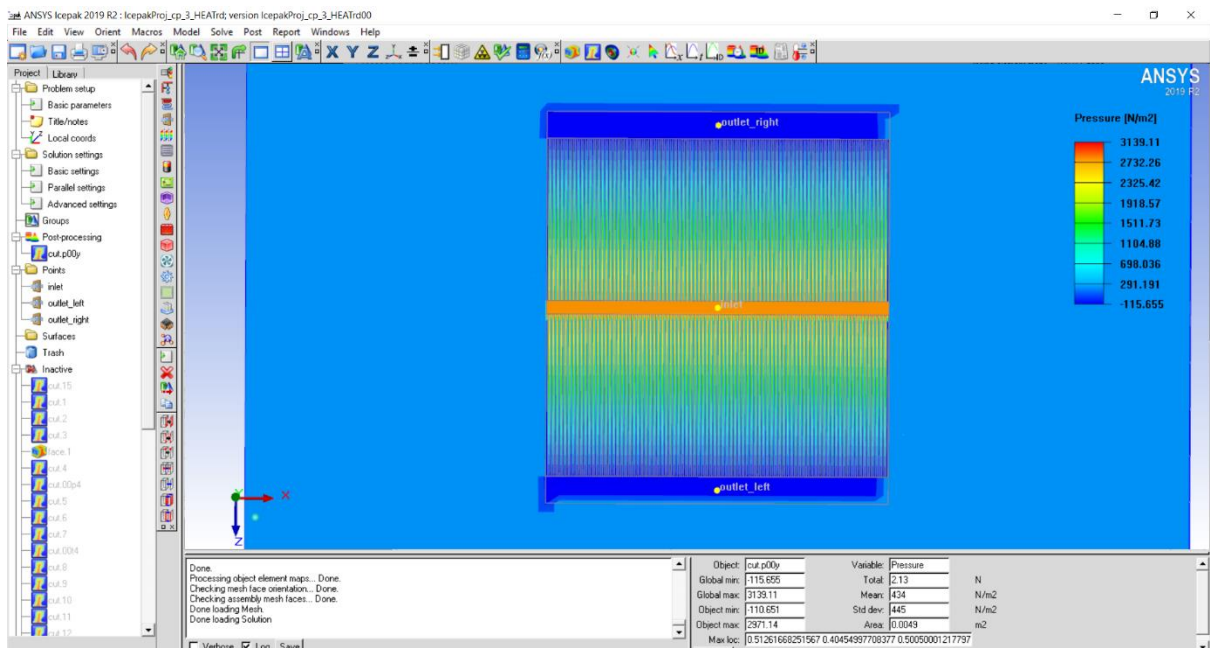 ANSYS Icepak 2019 R2 : IcepakProj_cp_3_HEATrd; version IcepakProj_cp_3_HEATrd00
File Edit View Orient Macros Model Solve Post Report Windows Help
X Y Z
Project Library
Problem setup
Basic parameters
Title/notes
Local coords
Solution settings
Basic settings
Parallel settings
Advanced settings
Groups
Post-processing
cut.p00y
Points
inlet
outlet_left
outlet_right
Surfaces
Trash
Inactive
cut.15
cut.1
cut.2
cut.3
face.1
cut.4
cut.00p4
cut.5
cut.6
cut.7
cut.00t4
cut.8
cut.9
cut.10
cut.11
cut.12
outlet_right
inlet
outlet_left
X
Z
ANSYS
2019 R2
Pressure [N/m2]
3139.11
2732.26
2325.42
1918.57
1511.73
1104.88
698.036
291.191
-115.655
Done.
Processing object element maps... Done.
Checking mesh face orientation... Done.
Checking assembly mesh faces... Done.
Done loading Mesh.
Done loading Solution
Verbose Log Save
Object: cut.p00y Variable: Pressure
Global min: -115.655 Total: 2.13 N
Global max: 3139.11 Mean: 434 N/m2
Object min: -110.651 Std dev: 445 N/m2
Object max: 2971.14 Area: 0.0049 m2
Max loc: 0.51261668251567 0.40454997708377 0.50050001217797